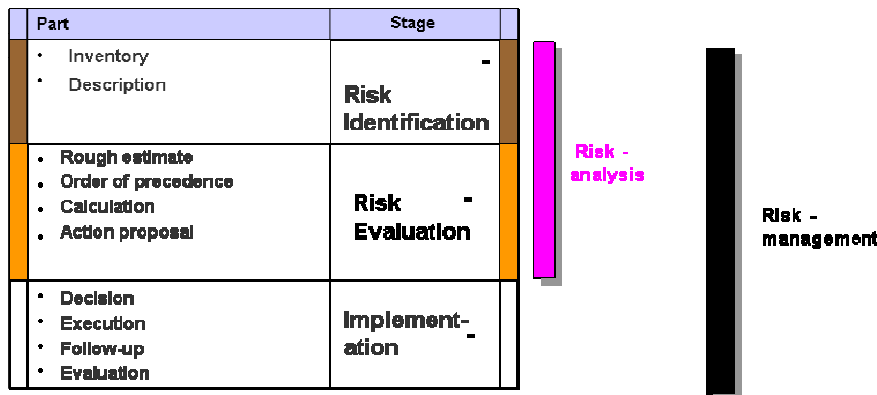 Part Stage
• Inventory
• Description
Risk -
Identification
• Rough estimate
• Order of precedence
• Calculation
• Action proposal
Risk -
Evaluation
• Decision
• Execution
• Follow-up
• Evaluation
Implement-
ation -
Risk -
analysis
Risk -
management